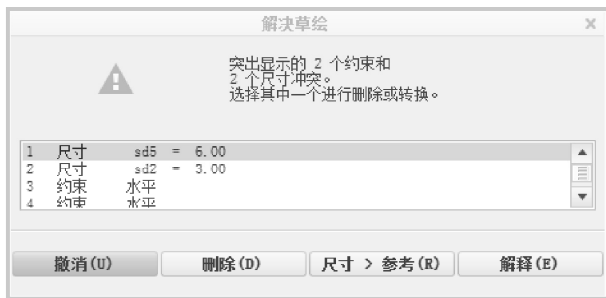 解决草绘
突出显示的 2 个约束和
2 个尺寸冲突。
选择其中一个进行删除或转换。
1 尺寸 sd5 = 6.00
2 尺寸 sd2 = 3.00
3 约束 水平
4 约束 水平
撤消(U) 删除(D) 尺寸 > 参考(R) 解释(E)